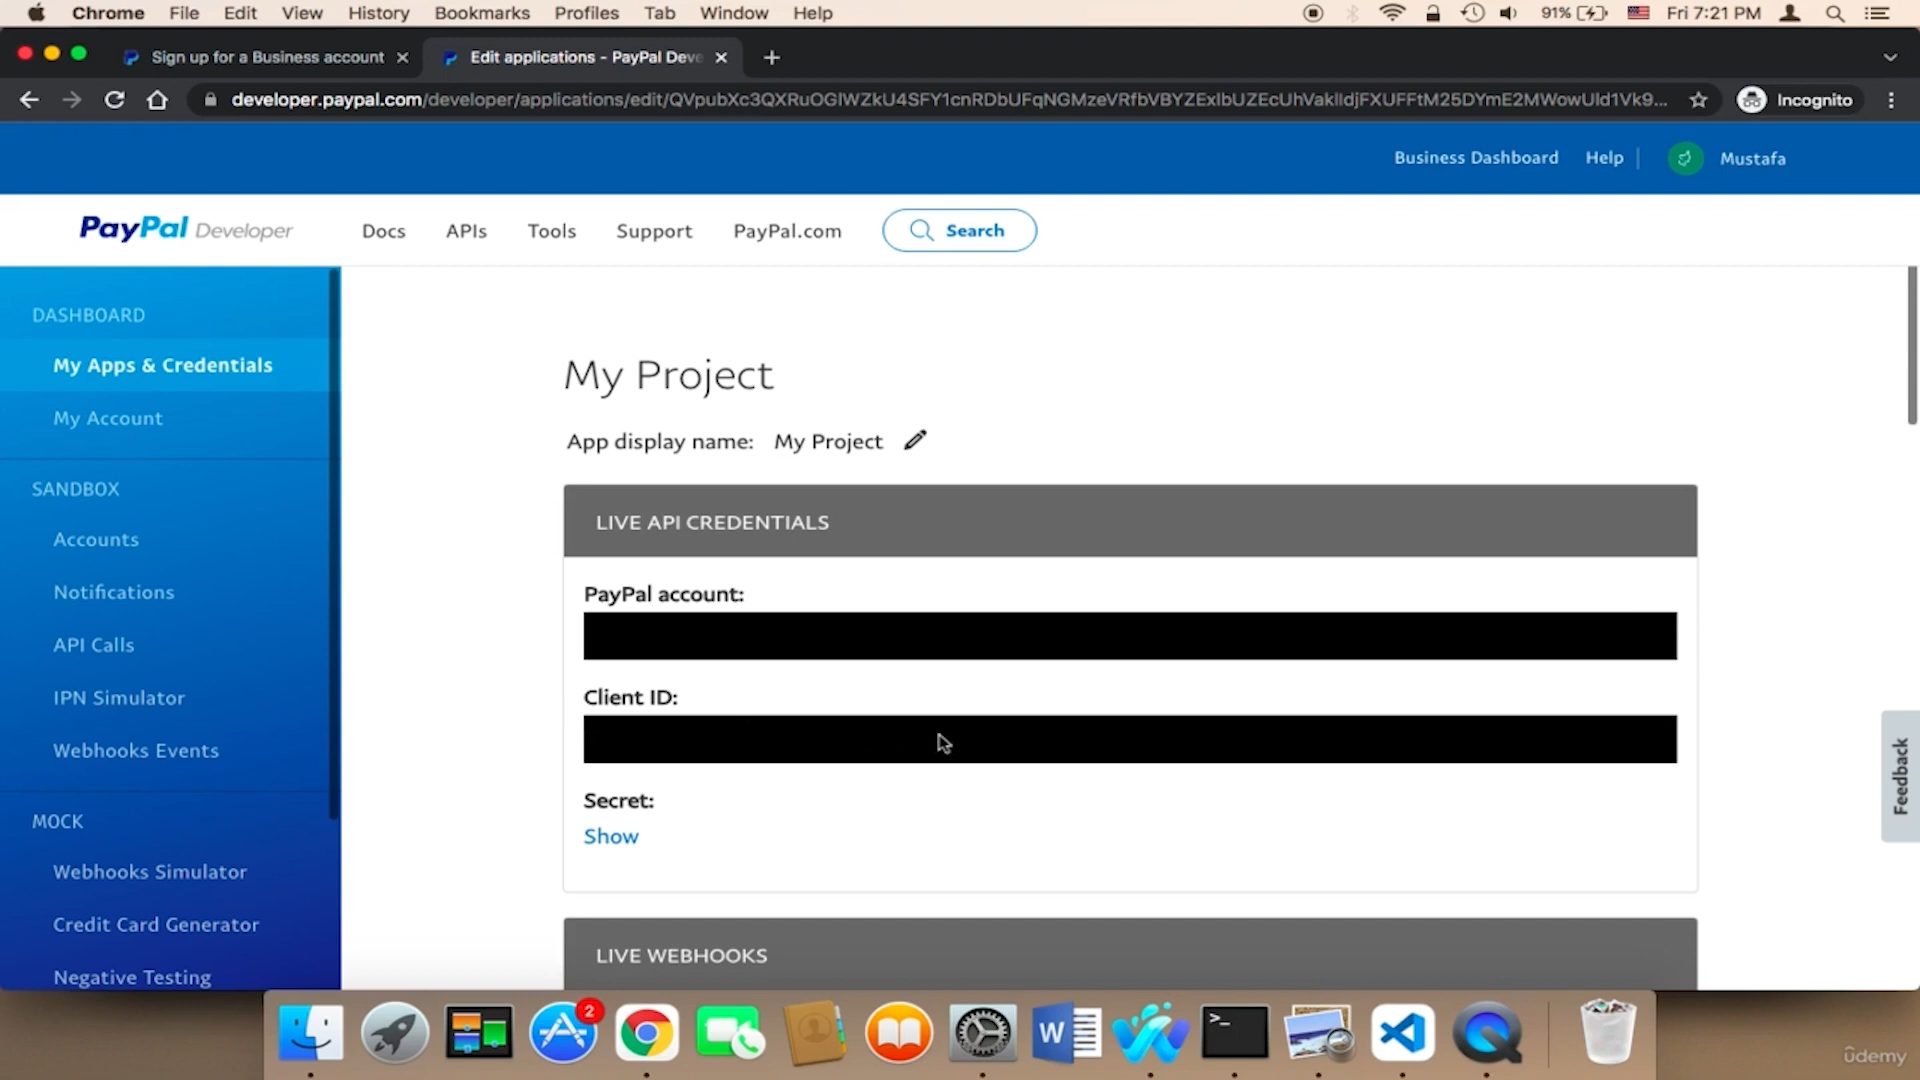 Chrome File Edit View History Bookmarks Profiles Tab Window Help
91% Fri 7:21 PM
Sign up for a Business account
Edit applications - PayPal Deve
developer.paypal.com/developer/applications/edit/
Incognito
Business Dashboard Help Mustafa
PayPal Developer
Docs APIs Tools Support PayPal.com Search
DASHBOARD
My Apps & Credentials
My Account
SANDBOX
Accounts
Notifications
API Calls
IPN Simulator
Webhooks Events
MOCK
Webhooks Simulator
Credit Card Generator
Negative Testing
My Project
App display name: My Project
LIVE API CREDENTIALS
PayPal account:
Client ID:
Secret:
Show
LIVE WEBHOOKS
Feedback
2
W
>_
ûdemy